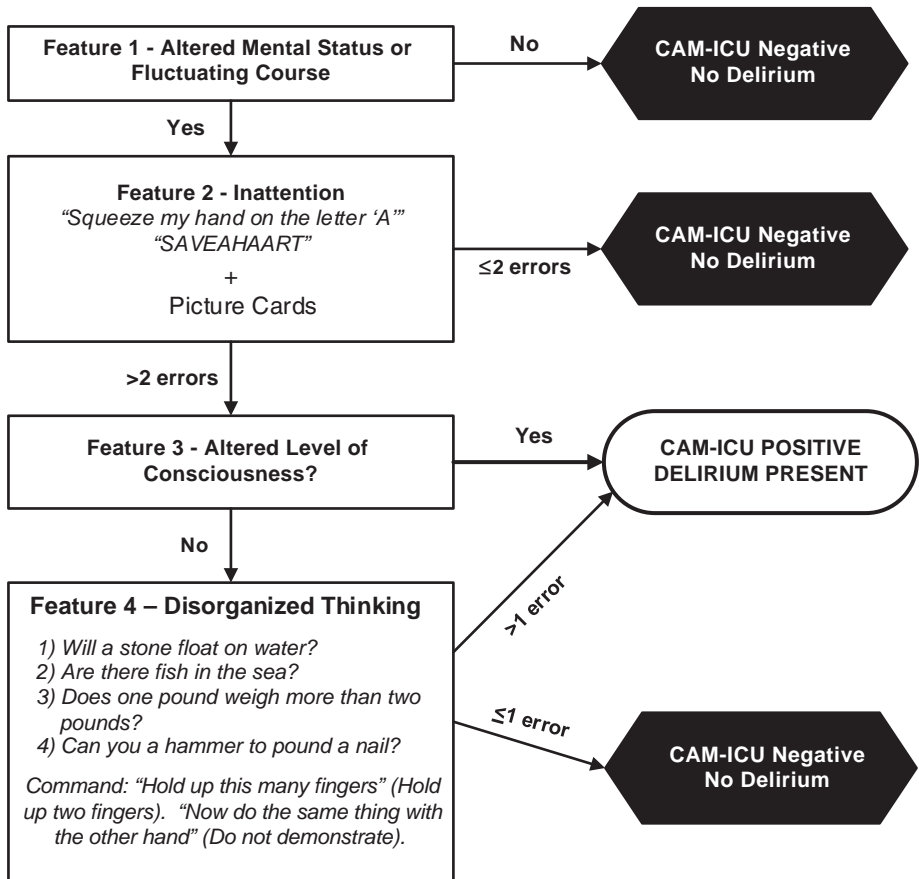 Feature 1 - Altered Mental Status or
Fluctuating Course
No
CAM-ICU Negative
No Delirium
Yes
Feature 2 - Inattention
“Squeeze my hand on the letter ‘A’”
“SAVEAHAART”
+
Picture Cards
≤2 errors
CAM-ICU Negative
No Delirium
>2 errors
Feature 3 - Altered Level of
Consciousness?
Yes
CAM-ICU POSITIVE
DELIRIUM PRESENT
No
Feature 4 – Disorganized Thinking
1) Will a stone float on water?
2) Are there fish in the sea?
3) Does one pound weigh more than two
pounds?
4) Can you a hammer to pound a nail?
Command: “Hold up this many fingers” (Hold
up two fingers). “Now do the same thing with
the other hand” (Do not demonstrate).
>1 error
≤1 error
CAM-ICU Negative
No Delirium